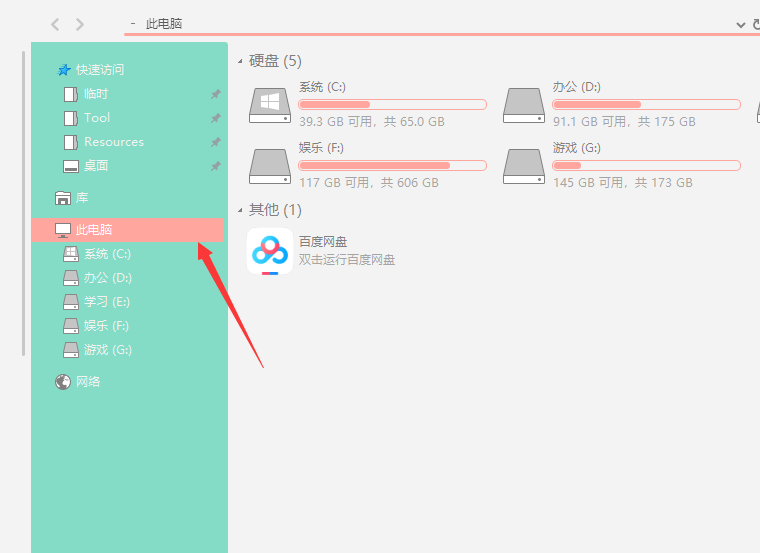 此电脑
快速访问
临时
Tool
Resources
桌面
库
此电脑
系统 (C:)
办公 (D:)
学习 (E:)
娱乐 (F:)
游戏 (G:)
网络
硬盘 (5)
系统 (C:)
39.3 GB 可用，共 65.0 GB
办公 (D:)
91.1 GB 可用，共 175 GB
娱乐 (F:)
117 GB 可用，共 606 GB
游戏 (G:)
145 GB 可用，共 173 GB
其他 (1)
百度网盘
双击运行百度网盘